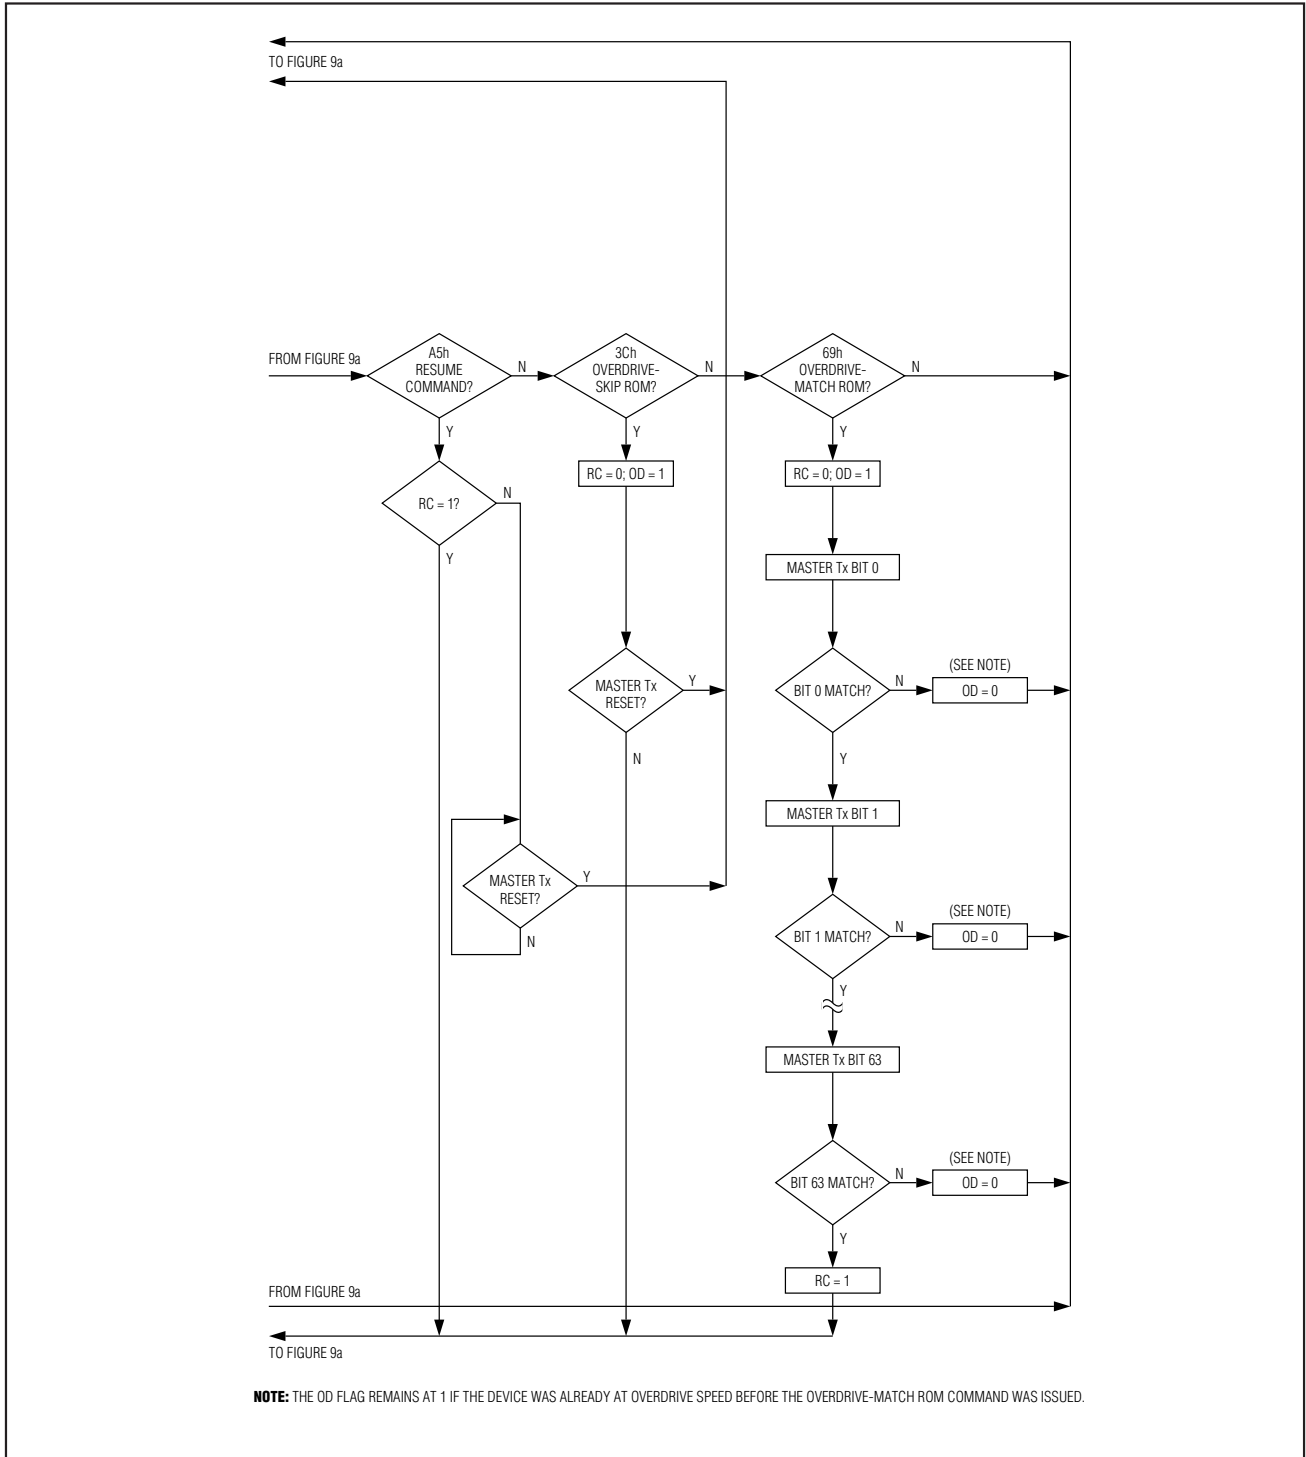 TO FIGURE 9a
FROM FIGURE 9a
A5h
RESUME
COMMAND?
N
3Ch
OVERDRIVE-
SKIP ROM?
N
69h
OVERDRIVE-
MATCH ROM?
N
Y
Y
Y
RC = 1?
N
RC = 0; OD = 1
RC = 0; OD = 1
Y
MASTER Tx BIT 0
MASTER Tx
RESET?
Y
N
BIT 0 MATCH?
N
(SEE NOTE)
OD = 0
Y
MASTER Tx BIT 1
MASTER Tx
RESET?
Y
N
BIT 1 MATCH?
N
(SEE NOTE)
OD = 0
Y
MASTER Tx BIT 63
BIT 63 MATCH?
N
(SEE NOTE)
OD = 0
Y
RC = 1
FROM FIGURE 9a
TO FIGURE 9a
NOTE: THE OD FLAG REMAINS AT 1 IF THE DEVICE WAS ALREADY AT OVERDRIVE SPEED BEFORE THE OVERDRIVE-MATCH ROM COMMAND WAS ISSUED.